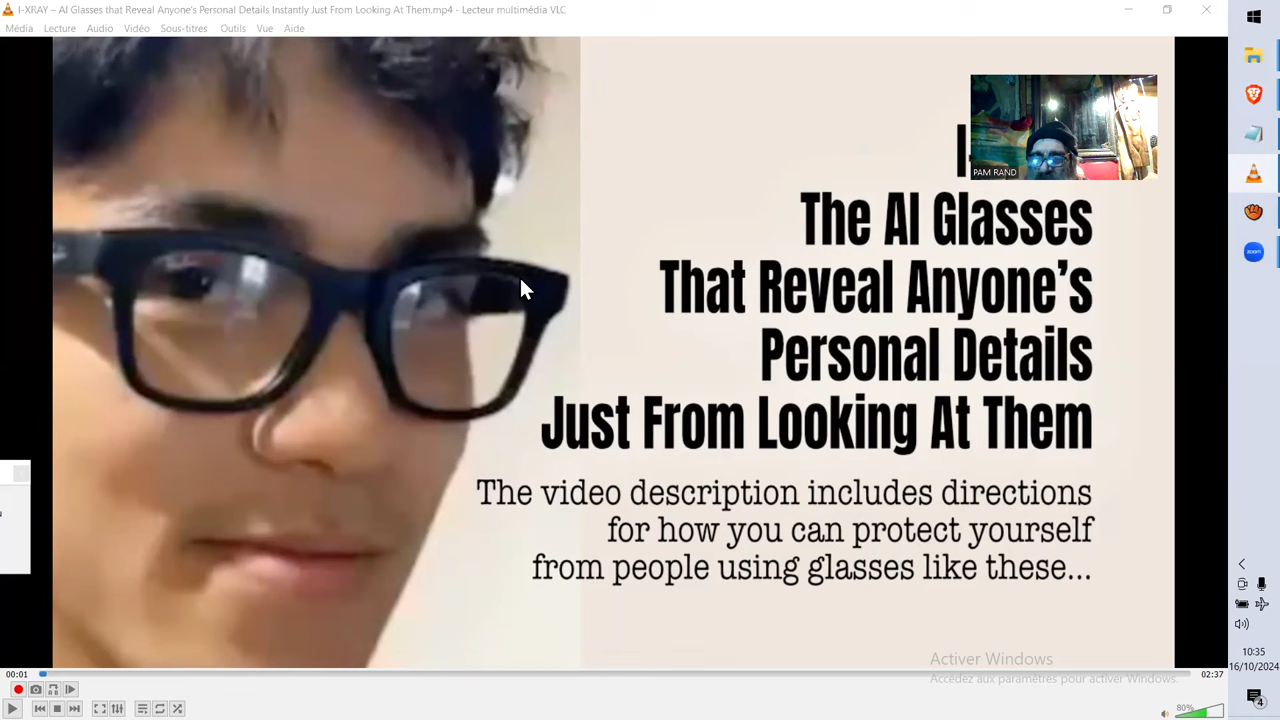 I-XRAY – AI Glasses that Reveal Anyone's Personal Details Instantly Just From Looking At Them.mp4 - Lecteur multimédia VLC
Média Lecture Audio Vidéo Sous-titres Outils Vue Aide
PAM RAND
The AI Glasses
That Reveal Anyone’s
Personal Details
Just From Looking At Them
The video description includes directions
for how you can protect yourself
from people using glasses like these...
Activer Windows
Accédez aux paramètres pour activer Windows.
00:01
02:37
80%
zoom
10:35
16/10/2024
4